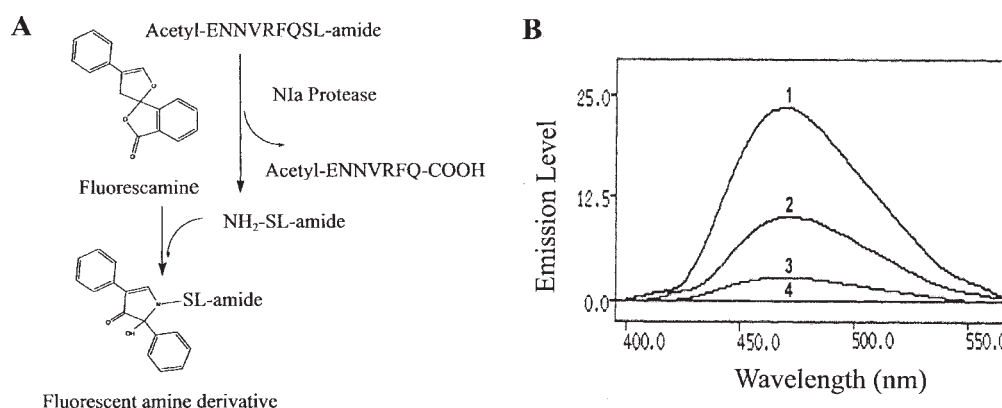 A
Acetyl-ENNVRFQSL-amide
NIa Protease
Acetyl-ENNVRFQ-COOH
Fluorescamine
NH₂-SL-amide
O
O
O
N
SL-amide
O
OH
Fluorescent amine derivative
B
Emission Level
25.0
12.5
0.0
1
2
3
4
400.0
450.0
500.0
550.0
Wavelength (nm)